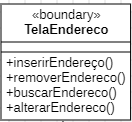 «boundary»
TelaEndereco
+inserirEndereço()
+removerEndereco()
+buscarEndereco()
+alterarEndereco()